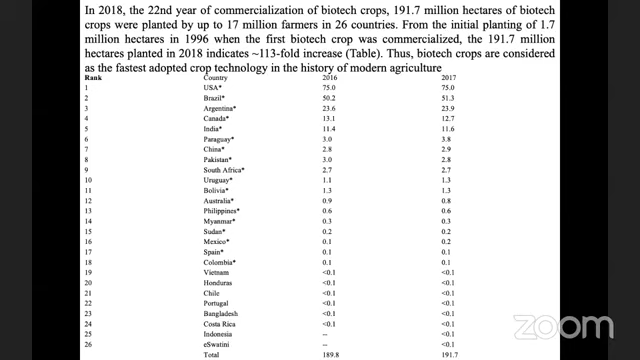 In 2018, the 22nd year of commercialization of biotech crops, 191.7 million hectares of biotech
crops were planted by up to 17 million farmers in 26 countries. From the initial planting of 1.7
million hectares in 1996 when the first biotech crop was commercialized, the 191.7 million
hectares planted in 2018 indicates ~113-fold increase (Table). Thus, biotech crops are considered
as the fastest adopted crop technology in the history of modern agriculture
Rank Country 2016 2017
1 USA* 75.0 75.0
2 Brazil* 50.2 51.3
3 Argentina* 23.6 23.9
4 Canada* 13.1 12.7
5 India* 11.4 11.6
6 Paraguay* 3.0 3.8
7 China* 2.8 2.9
8 Pakistan* 3.0 2.8
9 South Africa* 2.7 2.7
10 Uruguay* 1.1 1.3
11 Bolivia* 1.3 1.3
12 Australia* 0.9 0.8
13 Philippines* 0.6 0.6
14 Myanmar* 0.3 0.3
15 Sudan* 0.2 0.2
16 Mexico* 0.1 0.2
17 Spain* 0.1 0.1
18 Colombia* 0.1 0.1
19 Vietnam <0.1 <0.1
20 Honduras <0.1 <0.1
21 Chile <0.1 <0.1
22 Portugal <0.1 <0.1
23 Bangladesh <0.1 <0.1
24 Costa Rica <0.1 <0.1
25 Indonesia -- <0.1
26 eSwatini -- <0.1
Total 189.8 191.7
zoom